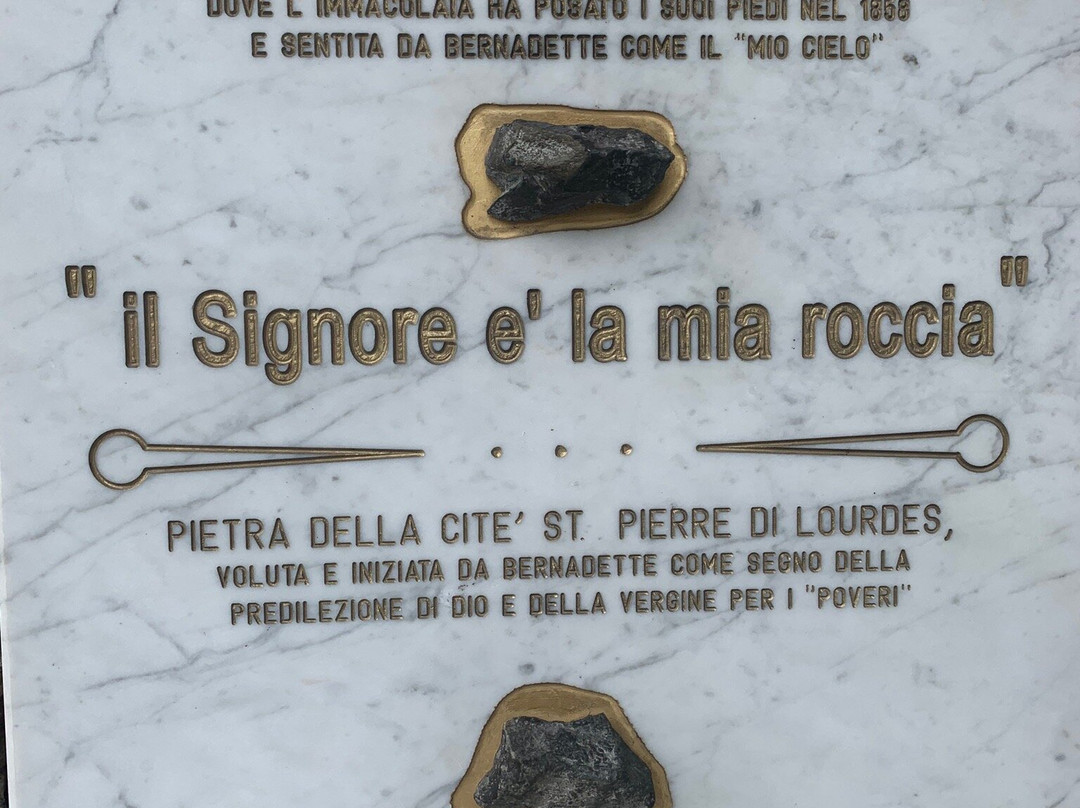 DOVE L'IMMACOLATA HA POSATO I SUOI PIEDI NEL 1858
E SENTITA DA BERNADETTE COME IL "MIO CIELO"
"il Signore e' la mia roccia"
PIETRA DELLA CITE' ST. PIERRE DI LOURDES,
VOLUTA E INIZIATA DA BERNADETTE COME SEGNO DELLA
PREDILEZIONE DI DIO E DELLA VERGINE PER I "POVERI"